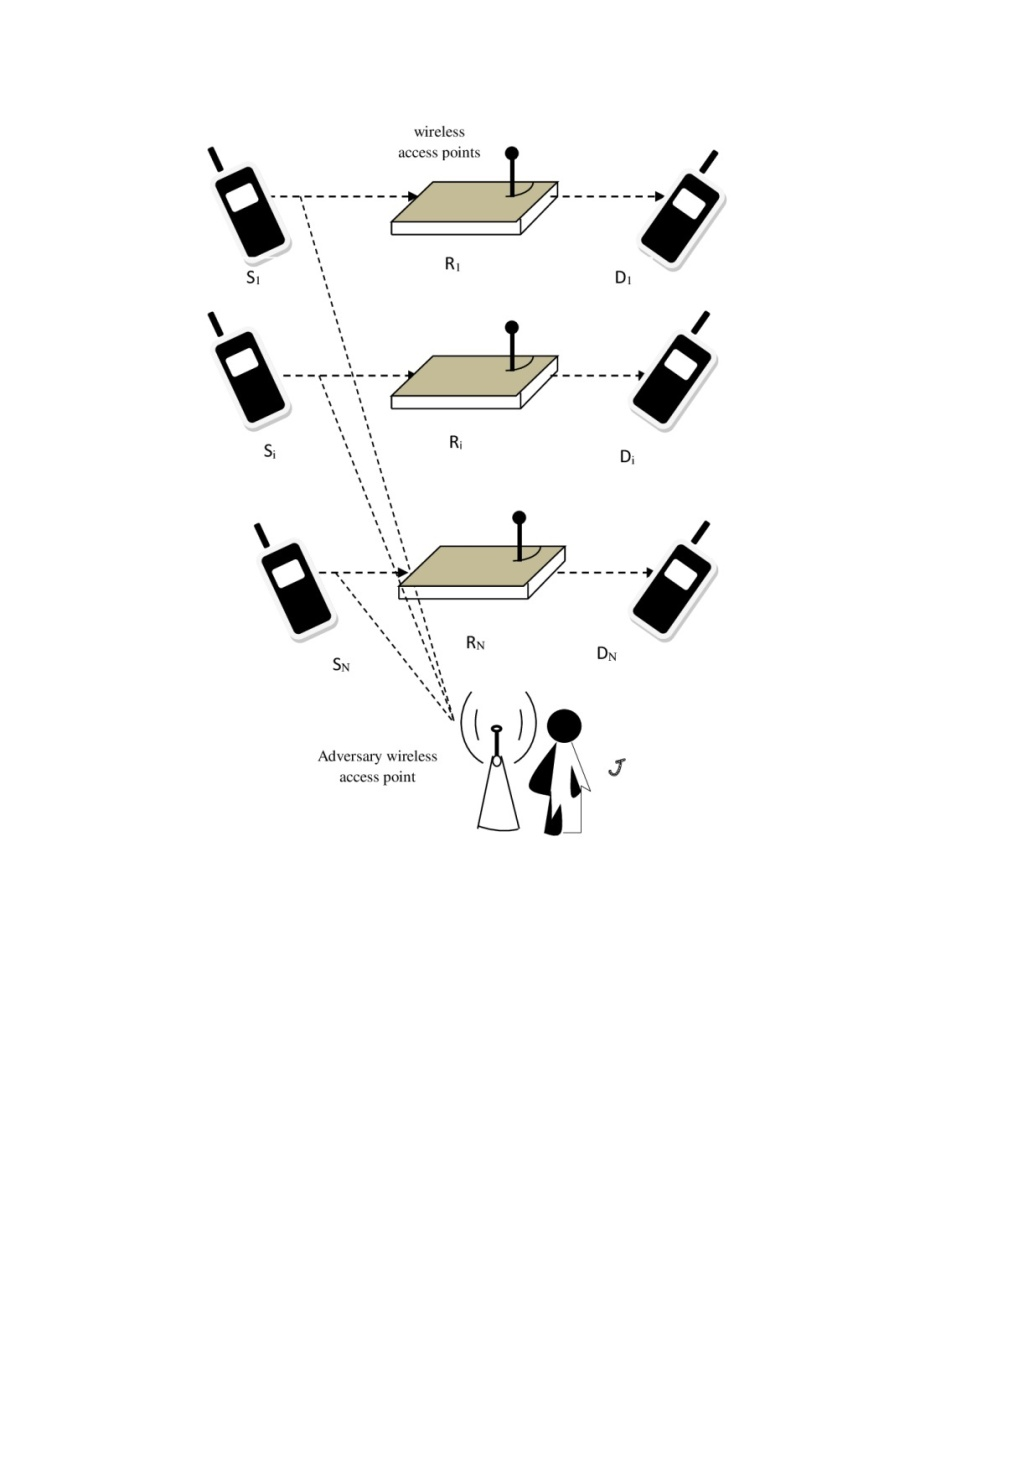 wireless
access points
S1
R1
D1
Si
Ri
Di
SN
RN
DN
Adversary wireless
access point
J